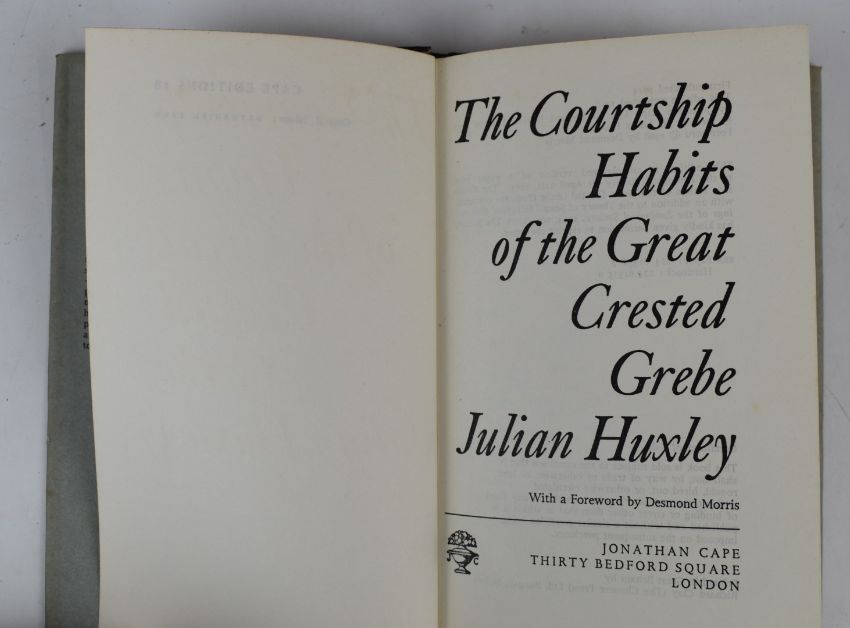 The Courtship
Habits
of the Great
Crested
Grebe
Julian Huxley
With a Foreword by Desmond Morris
JONATHAN CAPE
THIRTY BEDFORD SQUARE
LONDON